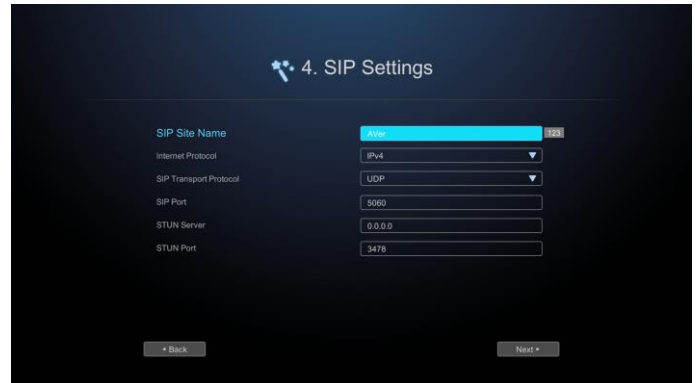 4. SIP Settings
SIP Site Name AVer 123
Internet Protocol IPv4
SIP Transport Protocol UDP
SIP Port 5060
STUN Server 0.0.0.0
STUN Port 3478
Back Next